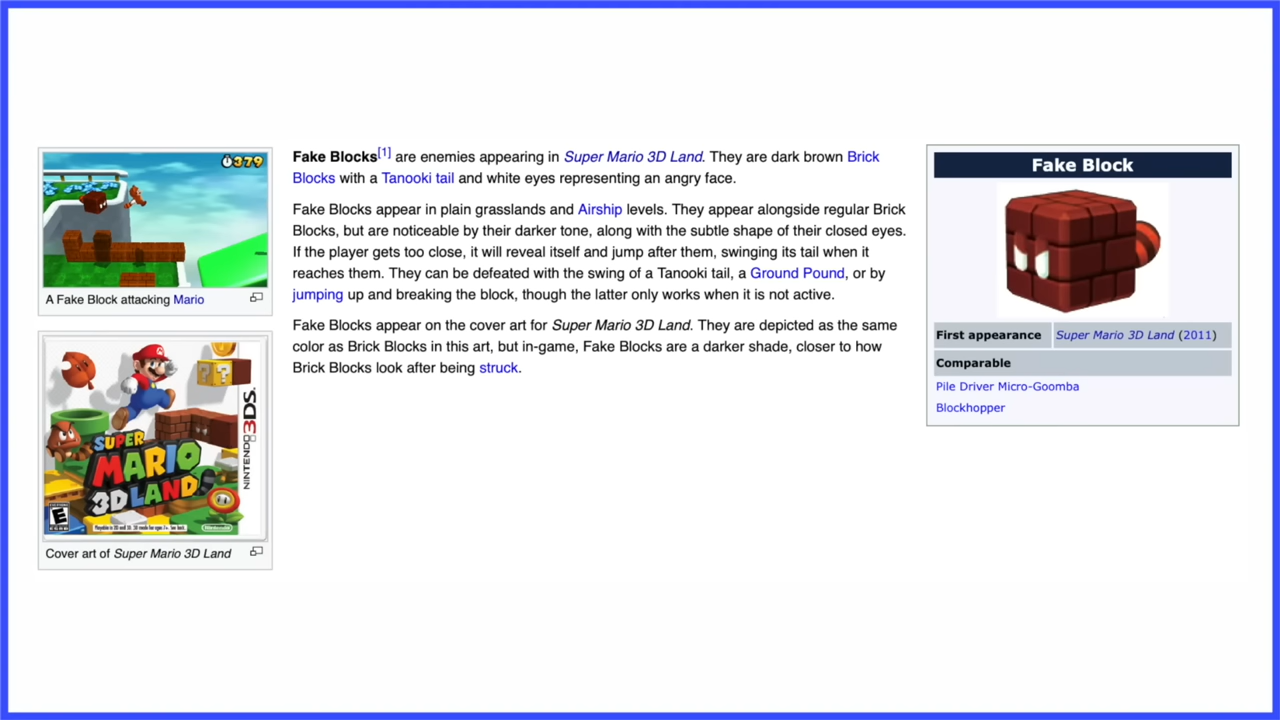 379
A Fake Block attacking Mario
SUPER
MARIO
3D LAND
NINTENDO 3DS
E
Nintendo
Cover art of Super Mario 3D Land
Fake Blocks[1] are enemies appearing in Super Mario 3D Land. They are dark brown Brick
Blocks with a Tanooki tail and white eyes representing an angry face.
Fake Blocks appear in plain grasslands and Airship levels. They appear alongside regular Brick
Blocks, but are noticeable by their darker tone, along with the subtle shape of their closed eyes.
If the player gets too close, it will reveal itself and jump after them, swinging its tail when it
reaches them. They can be defeated with the swing of a Tanooki tail, a Ground Pound, or by
jumping up and breaking the block, though the latter only works when it is not active.
Fake Blocks appear on the cover art for Super Mario 3D Land. They are depicted as the same
color as Brick Blocks in this art, but in-game, Fake Blocks are a darker shade, closer to how
Brick Blocks look after being struck.
Fake Block
First appearance Super Mario 3D Land (2011)
Comparable
Pile Driver Micro-Goomba
Blockhopper